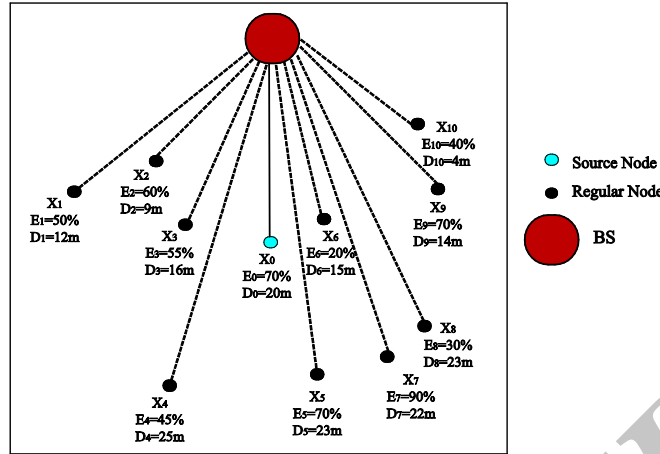 X10
E10=40%
D10=4m
X2
E2=60%
D2=9m
X1
E1=50%
D1=12m
X3
E3=55%
D3=16m
X0
E0=70%
D0=20m
X6
E6=20%
D6=15m
X9
E9=70%
D9=14m
X8
E8=30%
D8=23m
X7
E7=90%
D7=22m
X5
E5=70%
D5=23m
X4
E4=45%
D4=25m
Source Node
Regular Node
BS